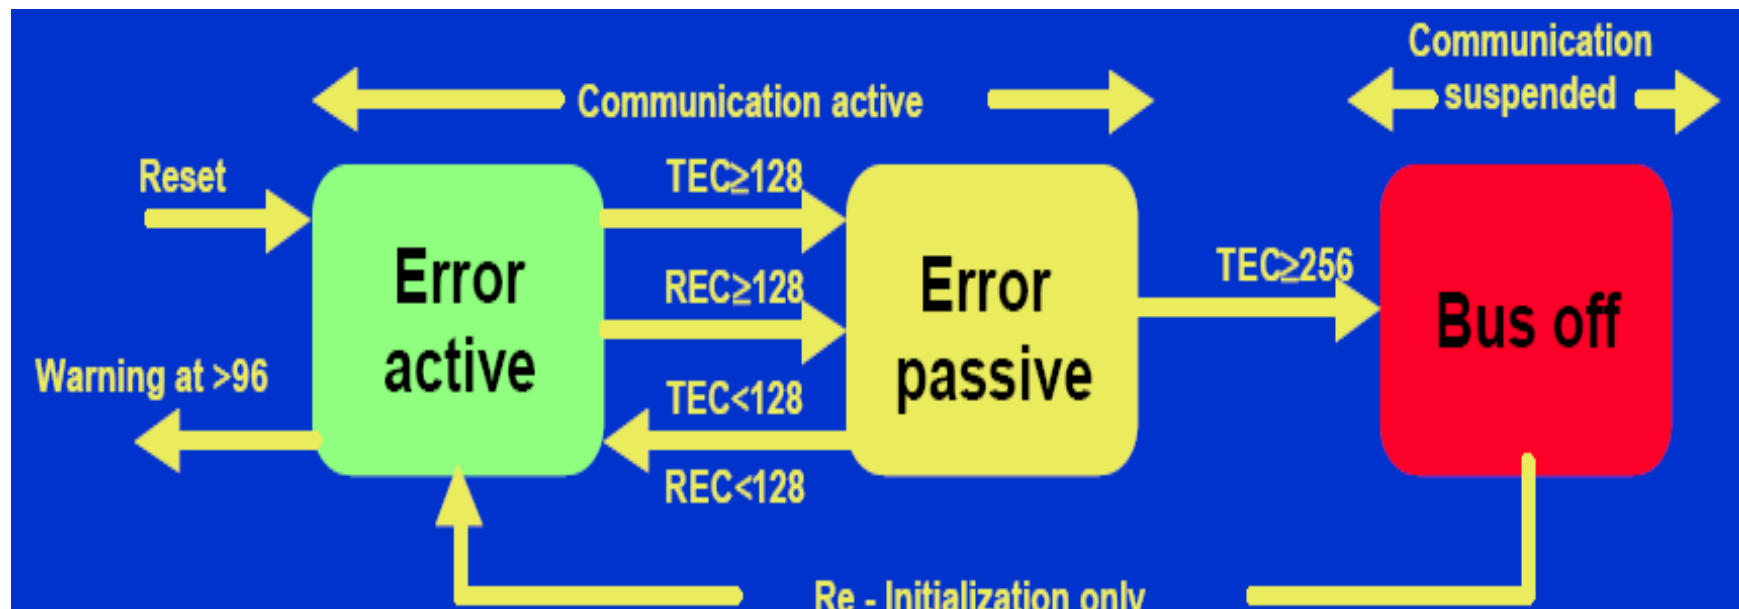 Communication
suspended
Communication active
Reset
TEC≥128
Error
active
REC≥128
Error
passive
TEC≥256
Bus off
Warning at >96
TEC<128
REC<128
Re - Initialization only